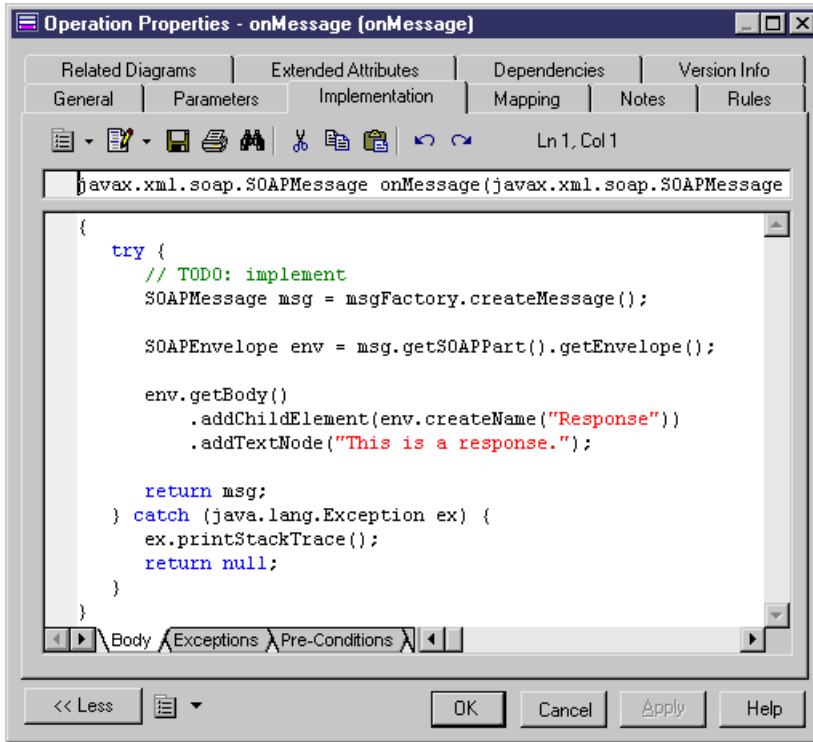 Operation Properties - onMessage (onMessage)
Related Diagrams Extended Attributes Dependencies Version Info
General Parameters Implementation Mapping Notes Rules
Ln 1, Col 1
javax.xml.soap.SOAPMessage onMessage(javax.xml.soap.SOAPMessage
{
try {
// TODO: implement
SOAPMessage msg = msgFactory.createMessage();
SOAPEnvelope env = msg.getSOAPPart().getEnvelope();
env.getBody()
.addChildElement(env.createName("Response"))
.addTextNode("This is a response.");
return msg;
} catch (java.lang.Exception ex) {
ex.printStackTrace();
return null;
}
}
Body Exceptions Pre-Conditions
<< Less OK Cancel Apply Help